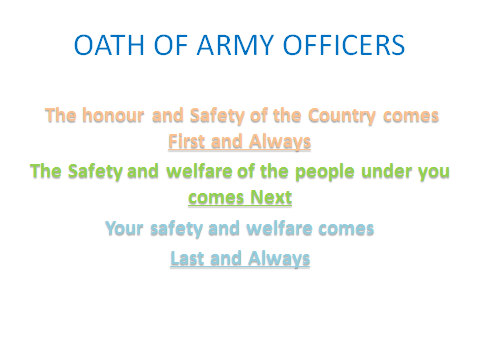 OATH OF ARMY OFFICERS
The honour and Safety of the Country comes
First and Always
The Safety and welfare of the people under you
comes Next
Your safety and welfare comes
Last and Always